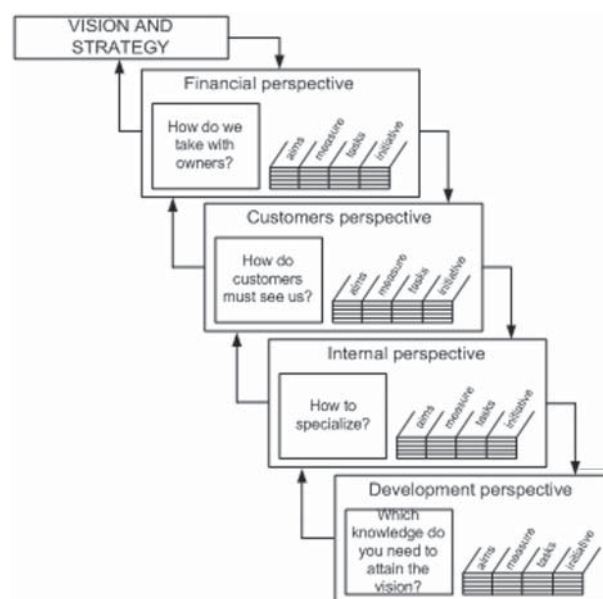 VISION AND
STRATEGY
Financial perspective
How do we
take with
owners?
aims
measure
tasks
initiative
Customers perspective
How do
customers
must see us?
aims
measure
tasks
initiative
Internal perspective
How to
specialize?
aims
measure
tasks
initiative
Development perspective
Which
knowledge do
you need to
attain the
vision?
aims
measure
tasks
initiative